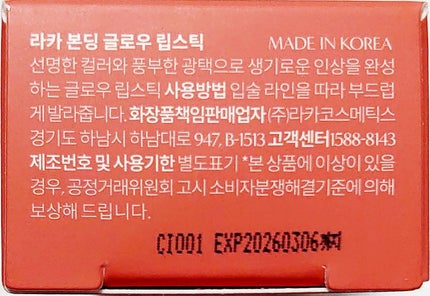 라카 본딩 글로우 립스틱 MADE IN KOREA
선명한 컬러와 풍부한 광택으로 생기로운 인상을 완성
하는 글로우 립스틱 사용방법 입술 라인을 따라 부드럽
게 발라줍니다. 화장품책임판매업자 (주)라카코스메틱스
경기도 하남시 하남대로 947, B-1513 고객센터 1588-8143
제조번호 및 사용기한 별도표기 *본 상품에 이상이 있을
경우, 공정거래위원회 고시 소비자분쟁해결기준에 의해
보상해 드립니다.
CI001 EXP20260306